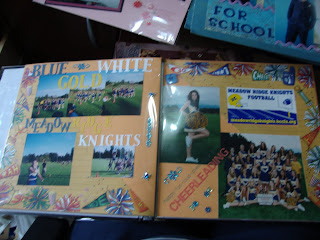 FOR
SCHOOL
BLUE WHITE
GOLD
MEADOW
KNIGHTS
MEADOW RIDGE KNIGHTS
FOOTBALL
CHEERLEADING